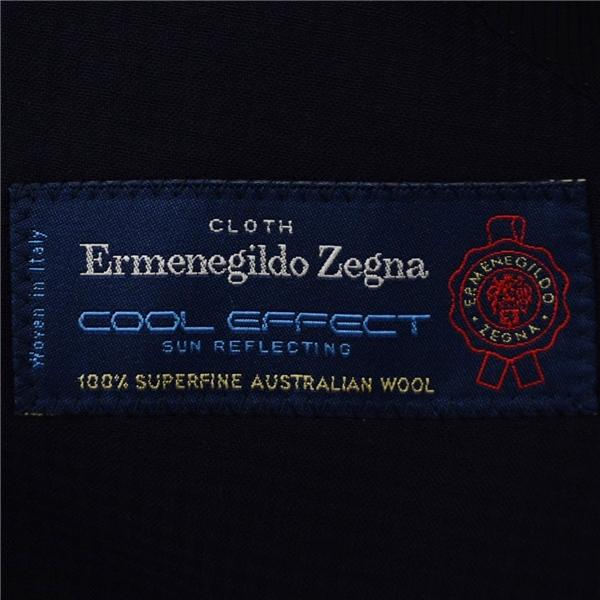 Woven in Italy
CLOTH
Ermenegildo Zegna
COOL EFFECT
SUN REFLECTING
100% SUPERFINE AUSTRALIAN WOOL
ERMENEGILDO
ZEGNA